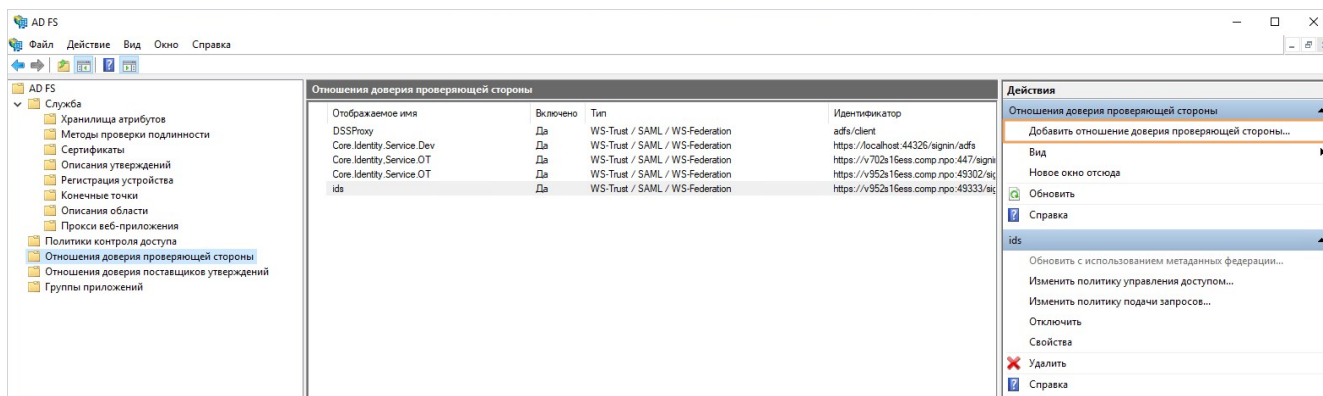 AD FS
Файл Действие Вид Окно Справка
AD FS
Служба
Хранилища атрибутов
Методы проверки подлинности
Сертификаты
Описания утверждений
Регистрация устройства
Конечные точки
Описания области
Прокси веб-приложения
Политики контроля доступа
Отношения доверия проверяющей стороны
Отношения доверия поставщиков утверждений
Группы приложений
Отношения доверия проверяющей стороны
Отображаемое имя Включено Тип Идентификатор
DSSProxy Да WS-Trust / SAML / WS-Federation adfs/client
Core.Identity.Service.Dev Да WS-Trust / SAML / WS-Federation https://localhost:44326/signin/adfs
Core.Identity.Service.OT Да WS-Trust / SAML / WS-Federation https://v702s16ess.comp.npo:447/signi
Core.Identity.Service.OT Да WS-Trust / SAML / WS-Federation https://v952s16ess.comp.npo:49302/sig
ids Да WS-Trust / SAML / WS-Federation https://v952s16ess.comp.npo:49333/sig
Действия
Отношения доверия проверяющей стороны
Добавить отношение доверия проверяющей стороны...
Вид
Новое окно отсюда
Обновить
Справка
ids
Обновить с использованием метаданных федерации...
Изменить политику управления доступом...
Изменить политику подачи запросов...
Отключить
Свойства
Удалить
Справка